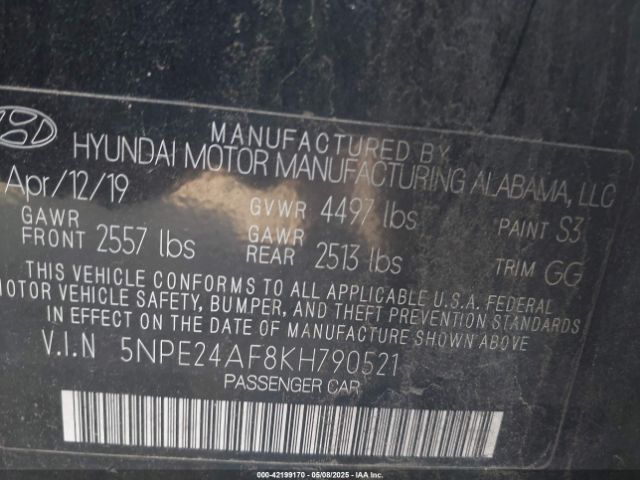 MANUFACTURED BY
HYUNDAI MOTOR MANUFACTURING ALABAMA, LLC
Apr/12/19
GVWR 4497 lbs
PAINT S3
GAWR FRONT 2557 lbs
GAWR REAR 2513 lbs
TRIM GG
THIS VEHICLE CONFORMS TO ALL APPLICABLE U.S.A. FEDERAL
MOTOR VEHICLE SAFETY, BUMPER, AND THEFT PREVENTION STANDARDS
IN EFFECT ON THE DATE OF MANUFACTURE SHOWN ABOVE.
V.I.N 5NPE24AF8KH790521
PASSENGER CAR
000-42199170 - 05/08/2025 - IAA Inc.